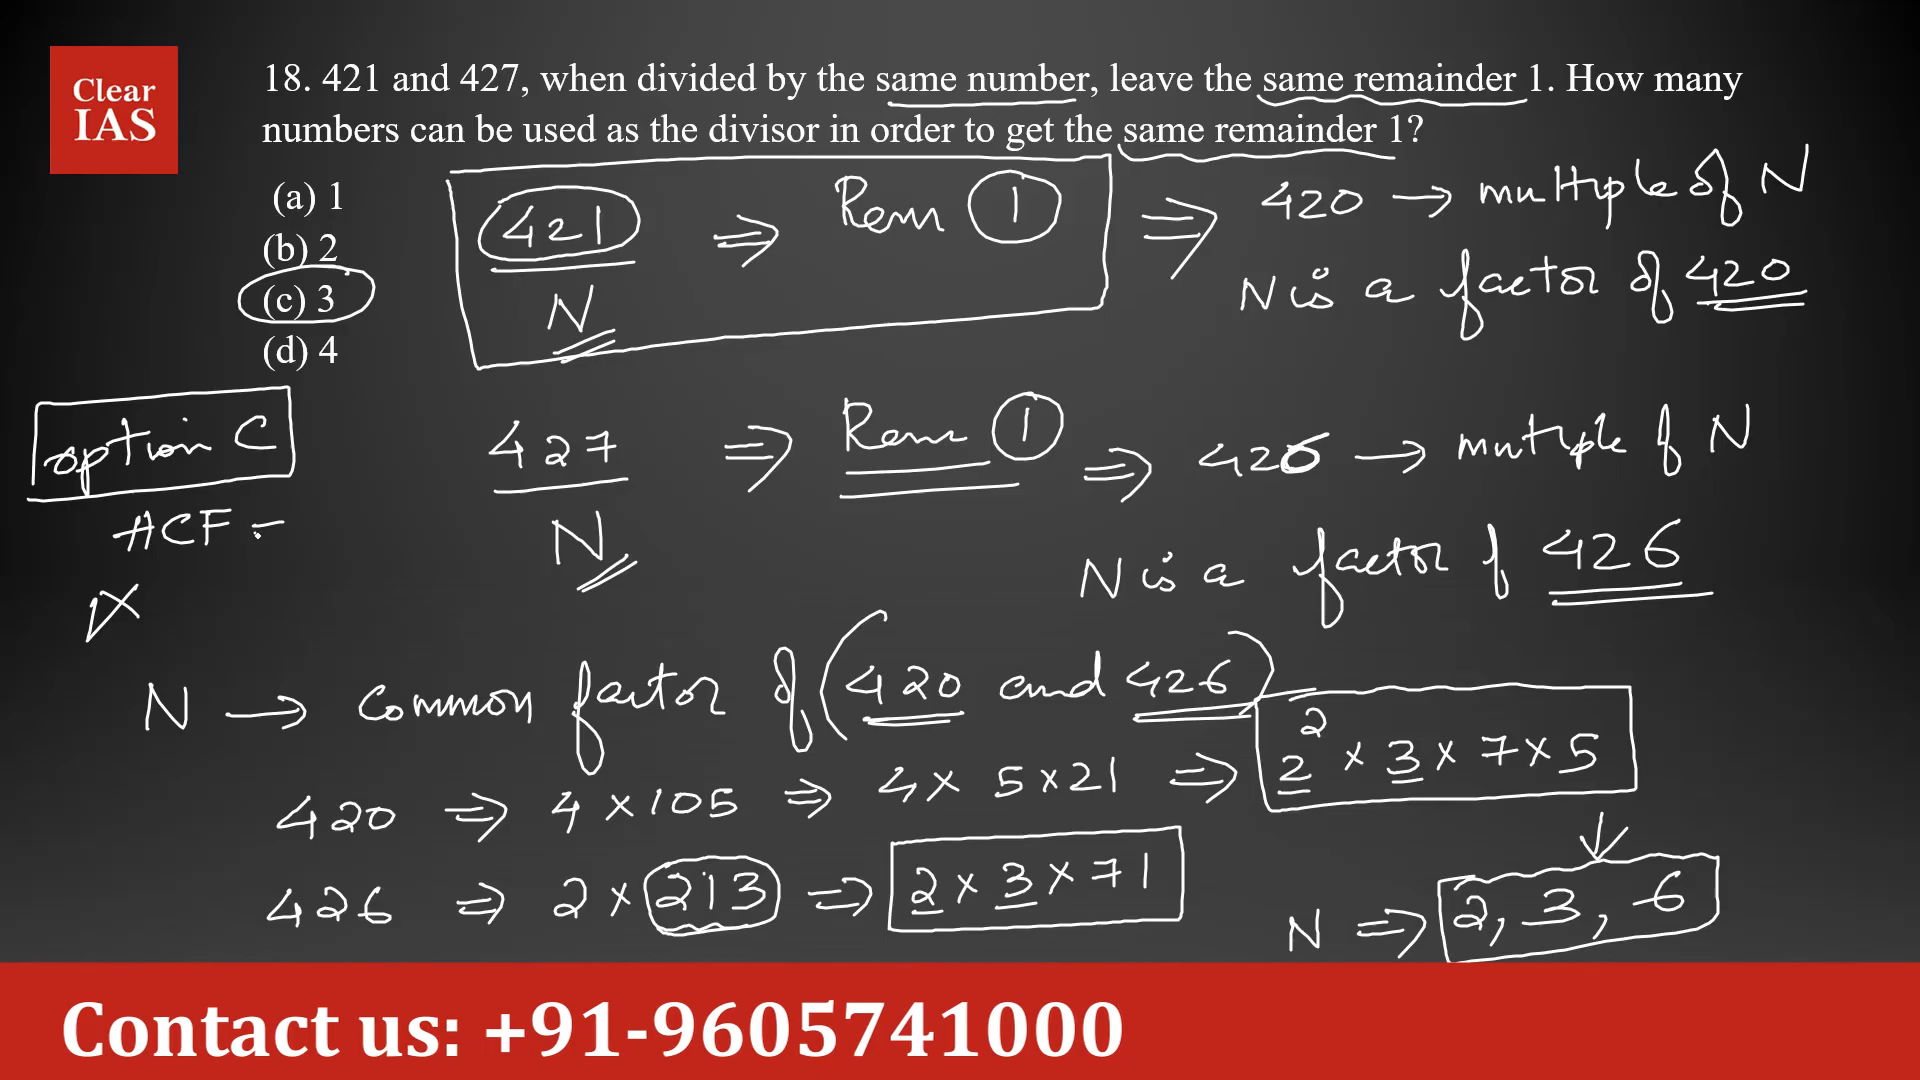 Clear
IAS
18. 421 and 427, when divided by the same number, leave the same remainder 1. How many
numbers can be used as the divisor in order to get the same remainder 1?
(a) 1
(b) 2
(c) 3
(d) 4
421 ⇒ Rem 1 ⇒ 420 → multiple of N
N
N is a factor of 420
option C
427 ⇒ Rem 1 ⇒ 426 → multiple of N
N
HCF =
N is a factor of 426
N → Common factor of (420 and 426)
420 ⇒ 4 × 105 ⇒ 4 × 5 × 21 ⇒ 2² × 3 × 7 × 5
426 ⇒ 2 × 213 ⇒ 2 × 3 × 71
N ⇒ 2, 3, 6
Contact us: +91-9605741000